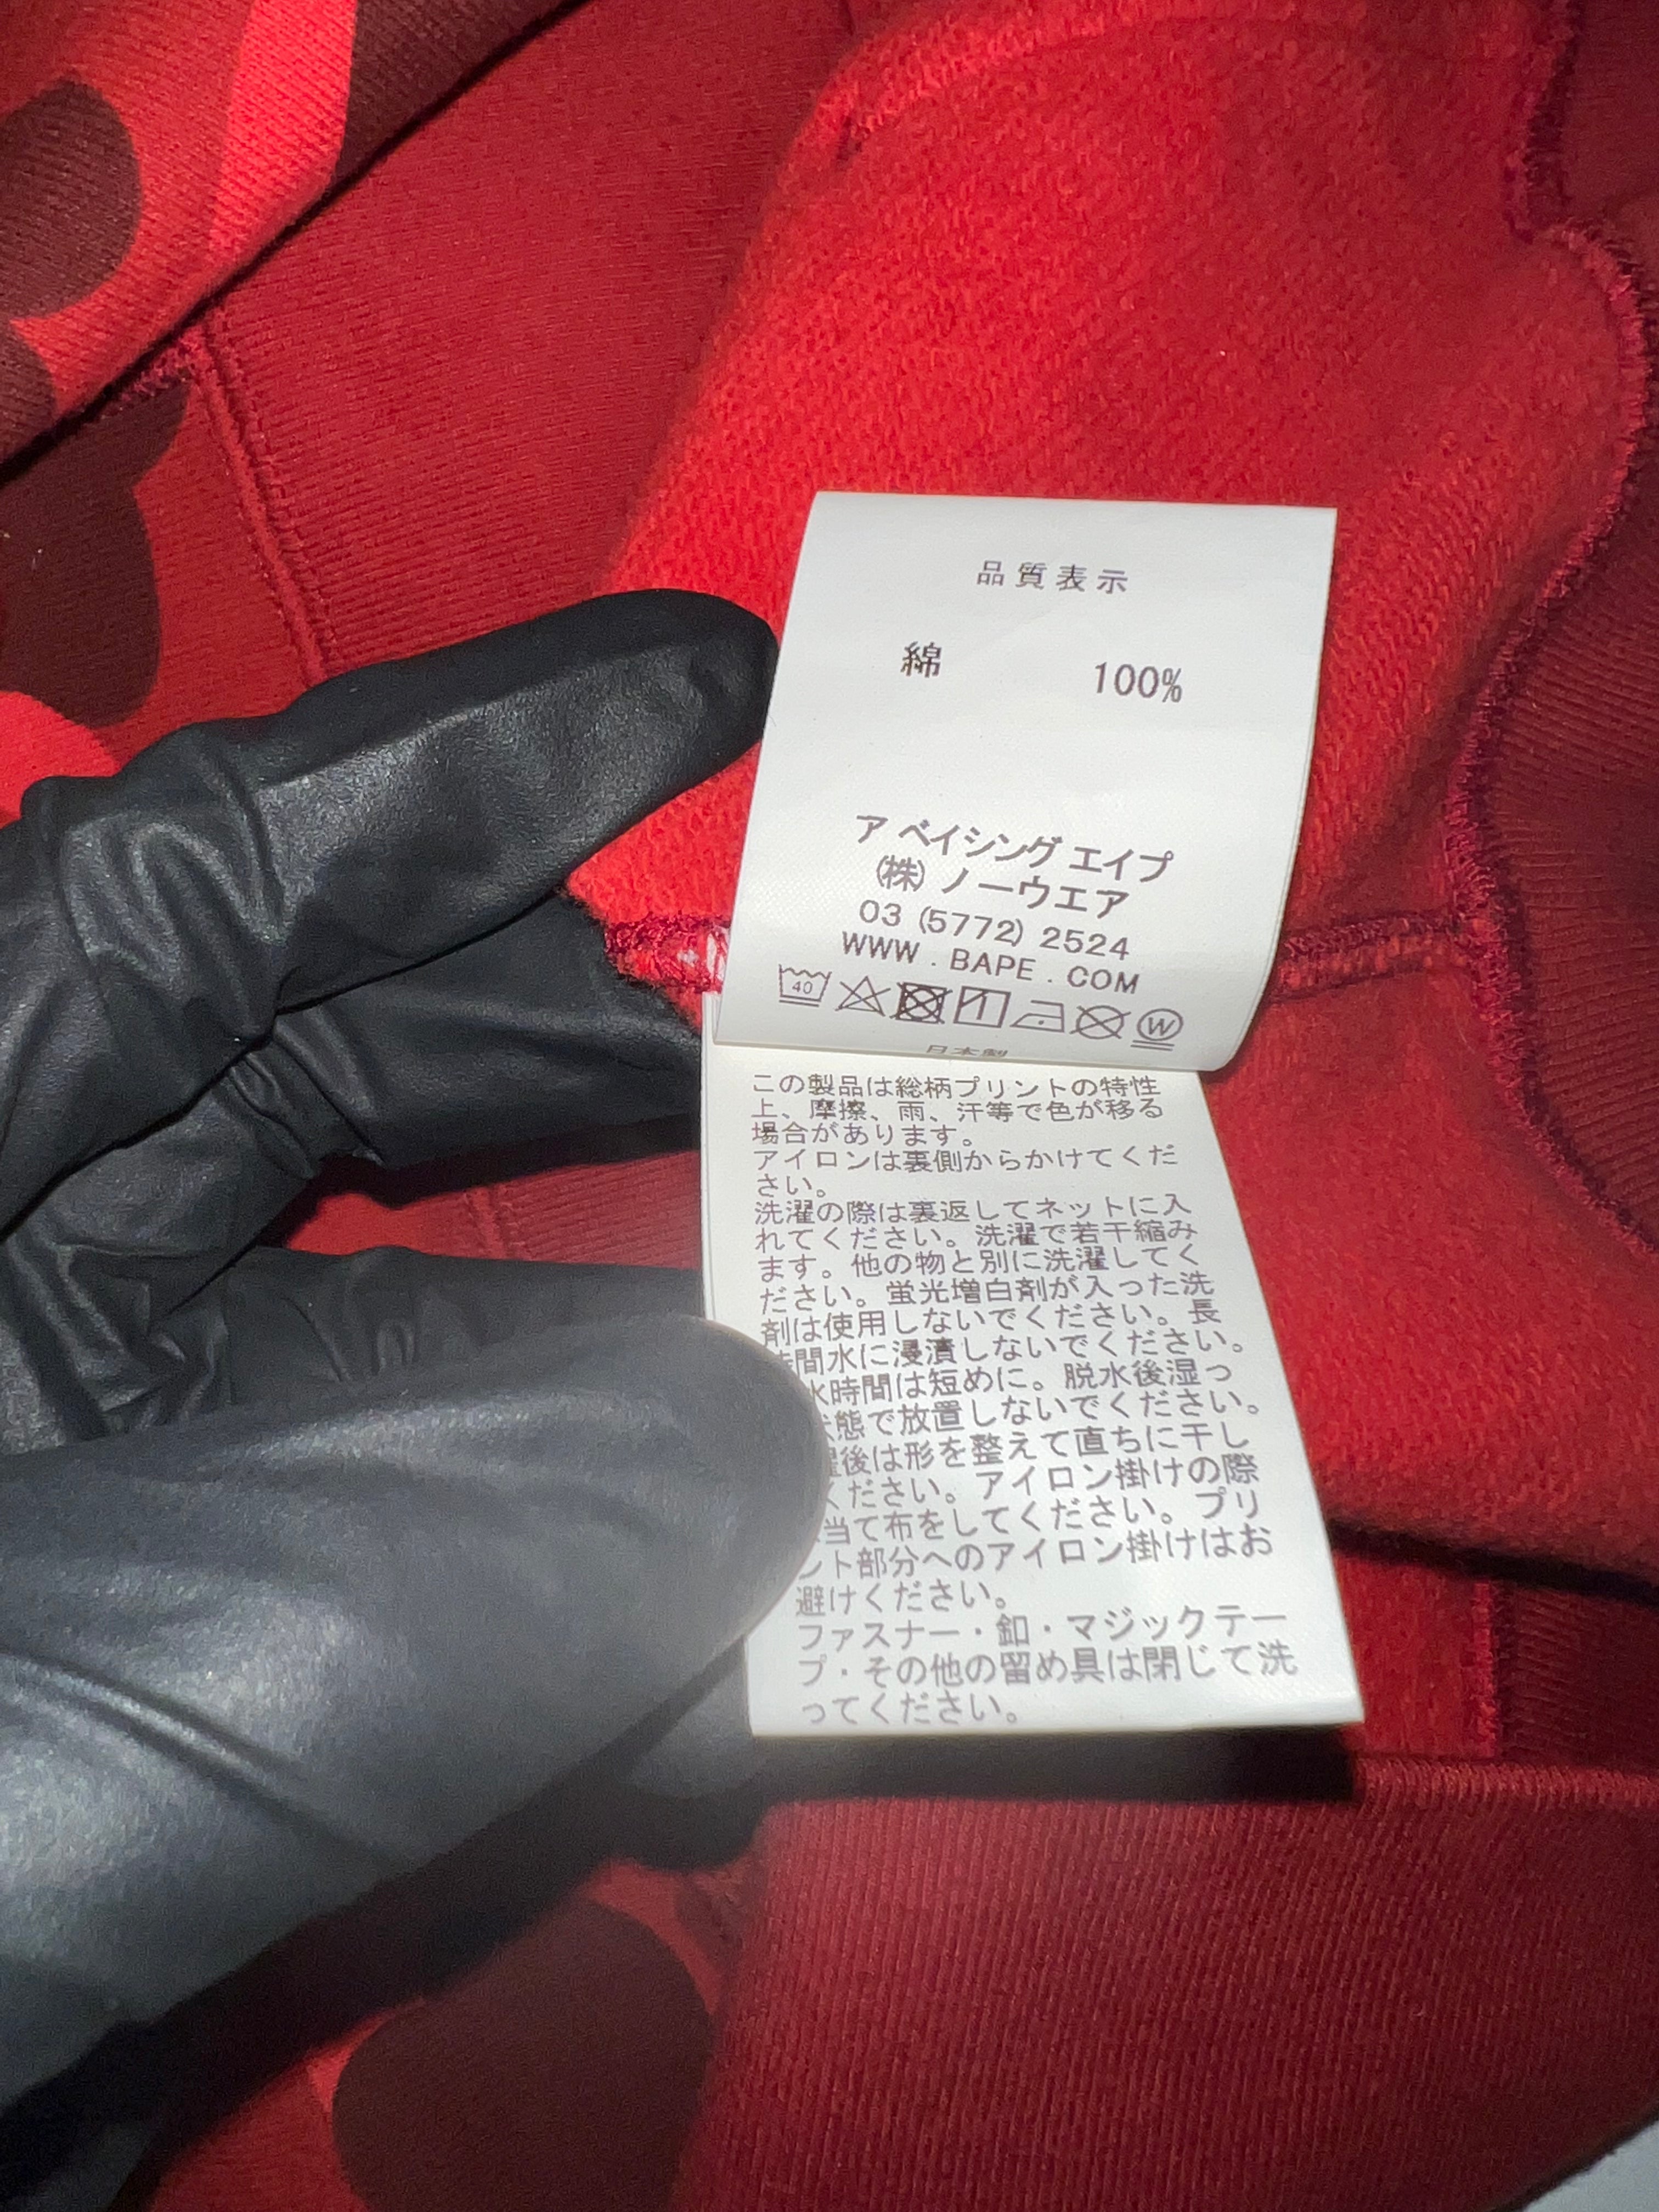 品質表示
綿 100%
ア ベイシング エイプ
(株) ノーウエア
03 (5772) 2524
WWW . BAPE . COM
40
W
日本製
この製品は総柄プリントの特性
上、摩擦、雨、汗等で色が移る
場合があります。
アイロンは裏側からかけてくだ
さい。
洗濯の際は裏返してネットに入
れてください。洗濯で若干縮み
ます。他の物と別に洗濯してく
ださい。蛍光増白剤が入った洗
剤は使用しないでください。長
時間水に浸漬しないでください。
水時間は短めに。脱水後湿っ
状態で放置しないでください。
濯後は形を整えて直ちに干し
ください。アイロン掛けの際
当て布をしてください。プリ
ント部分へのアイロン掛けはお
避けください。
ファスナー・釦・マジックテー
プ・その他の留め具は閉じて洗
ってください。